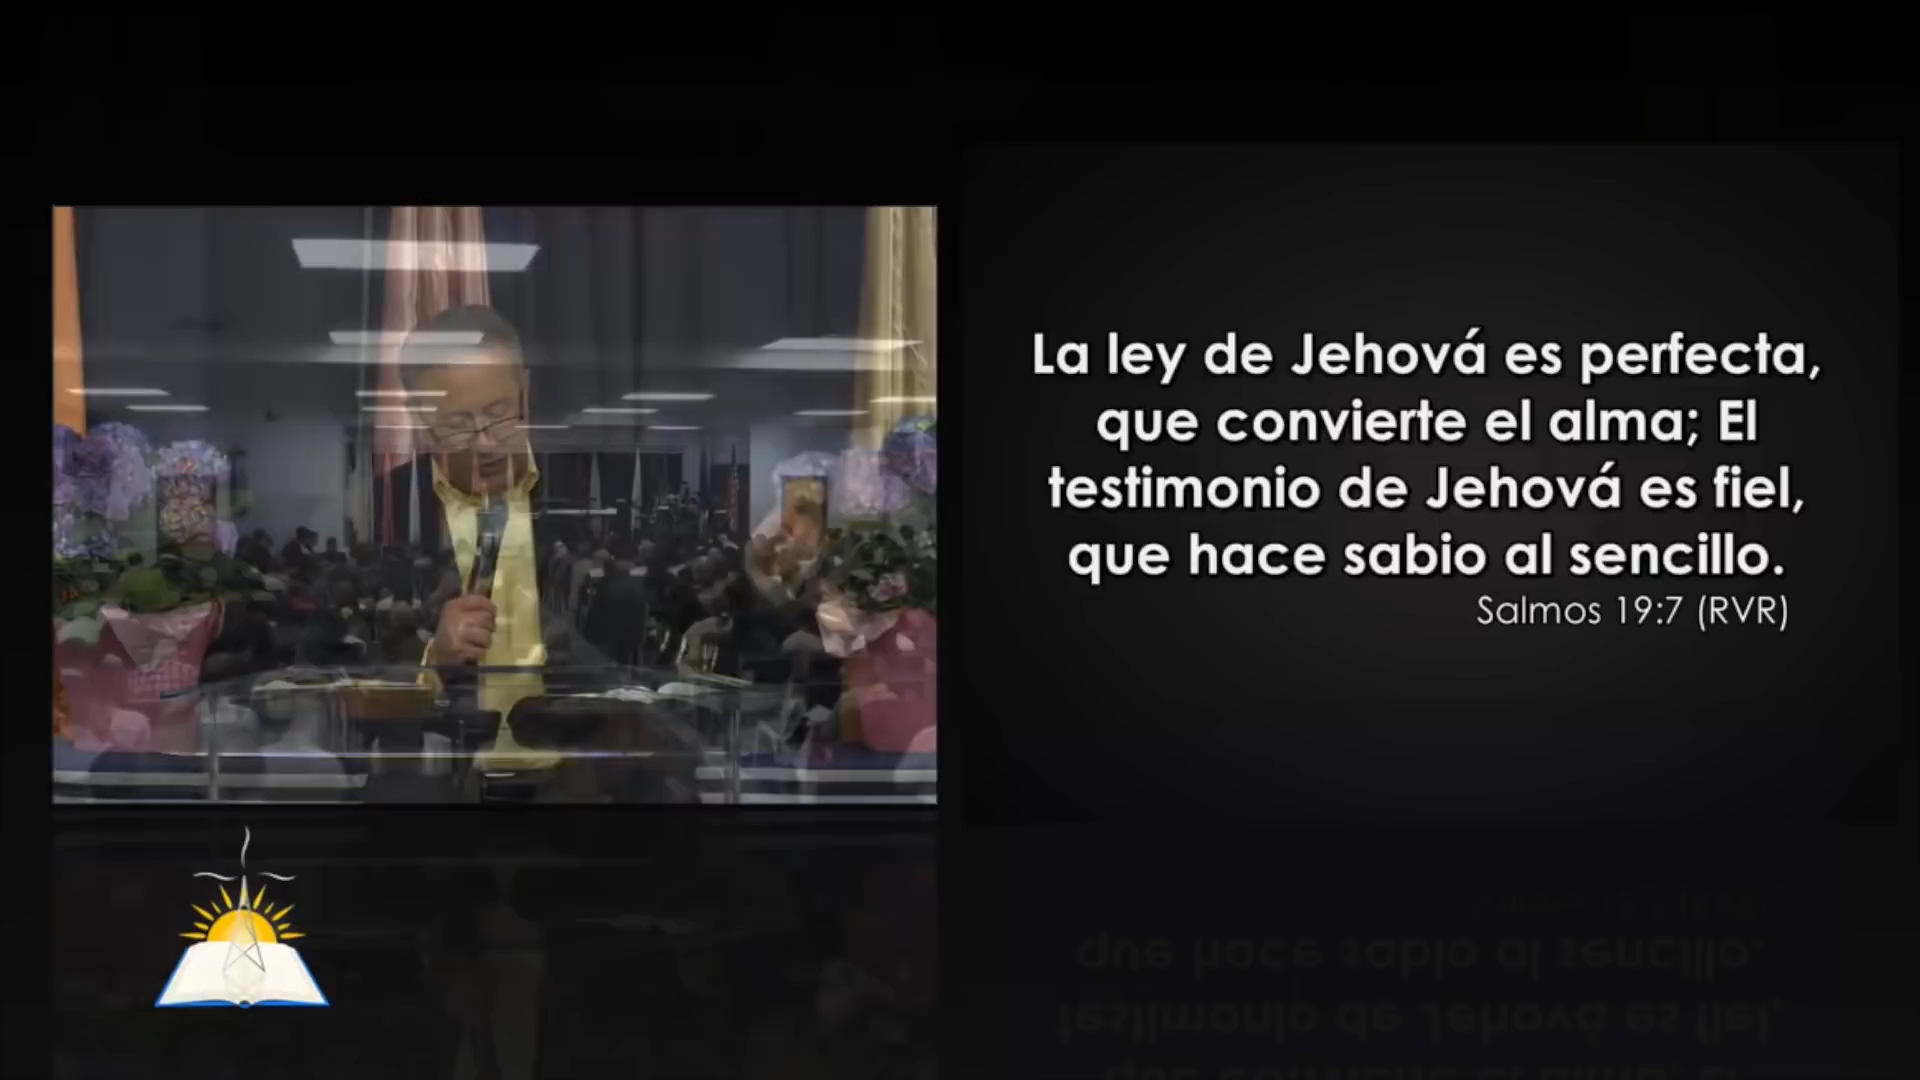 La ley de Jehová es perfecta,
que convierte el alma; El
testimonio de Jehová es fiel,
que hace sabio al sencillo.
Salmos 19:7 (RVR)